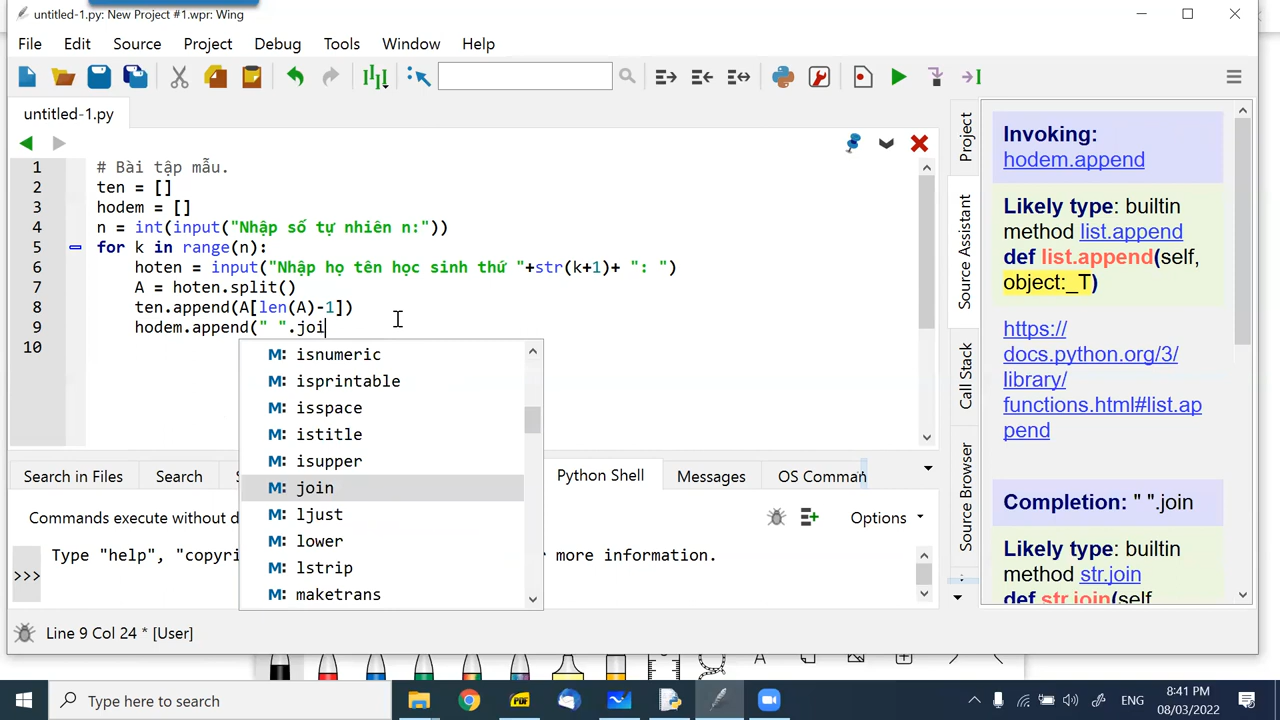 untitled-1.py: New Project #1.wpr: Wing
File Edit Source Project Debug Tools Window Help
untitled-1.py
1 # Bài tập mẫu.
2 ten = []
3 hodem = []
4 n = int(input("Nhập số tự nhiên n:"))
5 for k in range(n):
6 hoten = input("Nhập họ tên học sinh thứ "+str(k+1)+ ": ")
7 A = hoten.split()
8 ten.append(A[len(A)-1])
9 hodem.append(" ".joi
10
M: isnumeric
M: isprintable
M: isspace
M: istitle
M: isupper
M: join
M: ljust
M: lower
M: lstrip
M: maketrans
Project
Source Assistant
Call Stack
Source Browser
Invoking:
hodem.append
Likely type: builtin
method list.append
def list.append(self,
object:_T)
https://
docs.python.org/3/
library/
functions.html#list.ap
pend
Completion: " ".join
Likely type: builtin
method str.join
def str.join(self
Search in Files Search S Python Shell Messages OS Comman
Commands execute without d Options
Type "help", "copyri r more information.
>>>
Line 9 Col 24 * [User]
Type here to search
PDF
ENG
8:41 PM
08/03/2022